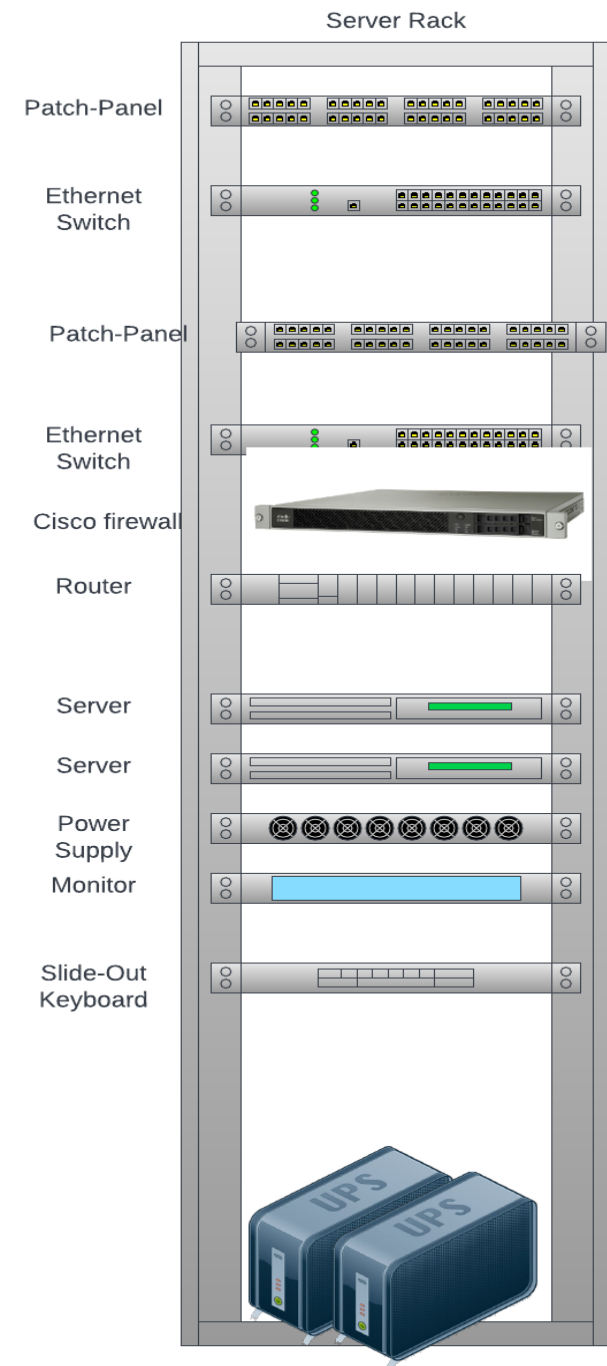 Server Rack
Patch-Panel
Ethernet
Switch
Patch-Panel
Ethernet
Switch
Cisco firewall
Router
Server
Server
Power
Supply
Monitor
Slide-Out
Keyboard
UPS
UPS